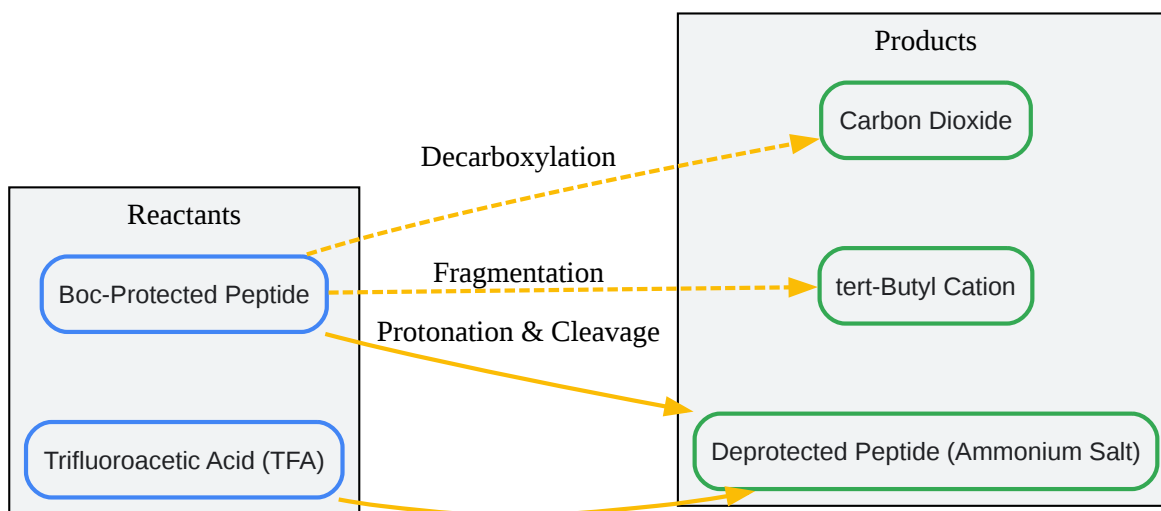 Products
Carbon Dioxide
Decarboxylation
Reactants
Fragmentation
Boc-Protected Peptide
tert-Butyl Cation
Protonation & Cleavage
Trifluoroacetic Acid (TFA)
Deprotected Peptide (Ammonium Salt)